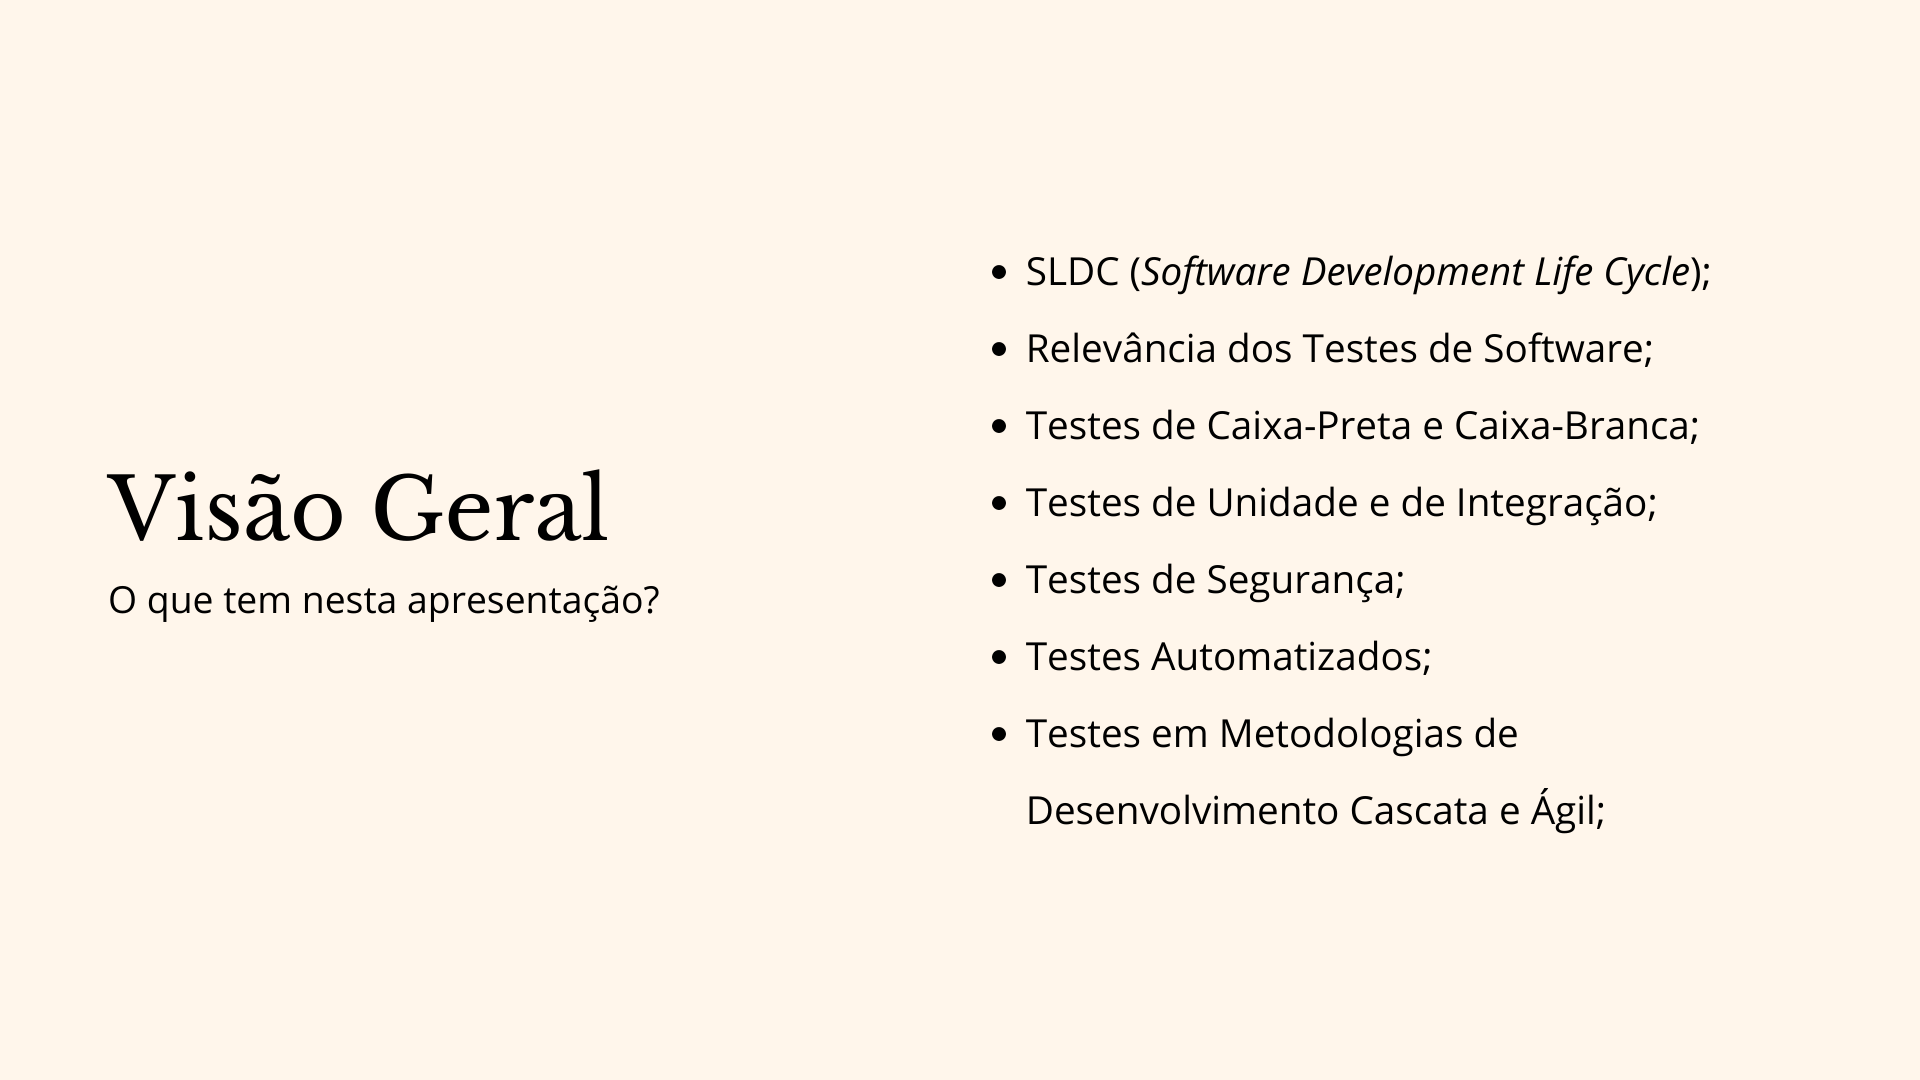 Visão Geral
O que tem nesta apresentação?
• SLDC (Software Development Life Cycle);
• Relevância dos Testes de Software;
• Testes de Caixa-Preta e Caixa-Branca;
• Testes de Unidade e de Integração;
• Testes de Segurança;
• Testes Automatizados;
• Testes em Metodologias de
Desenvolvimento Cascata e Ágil;